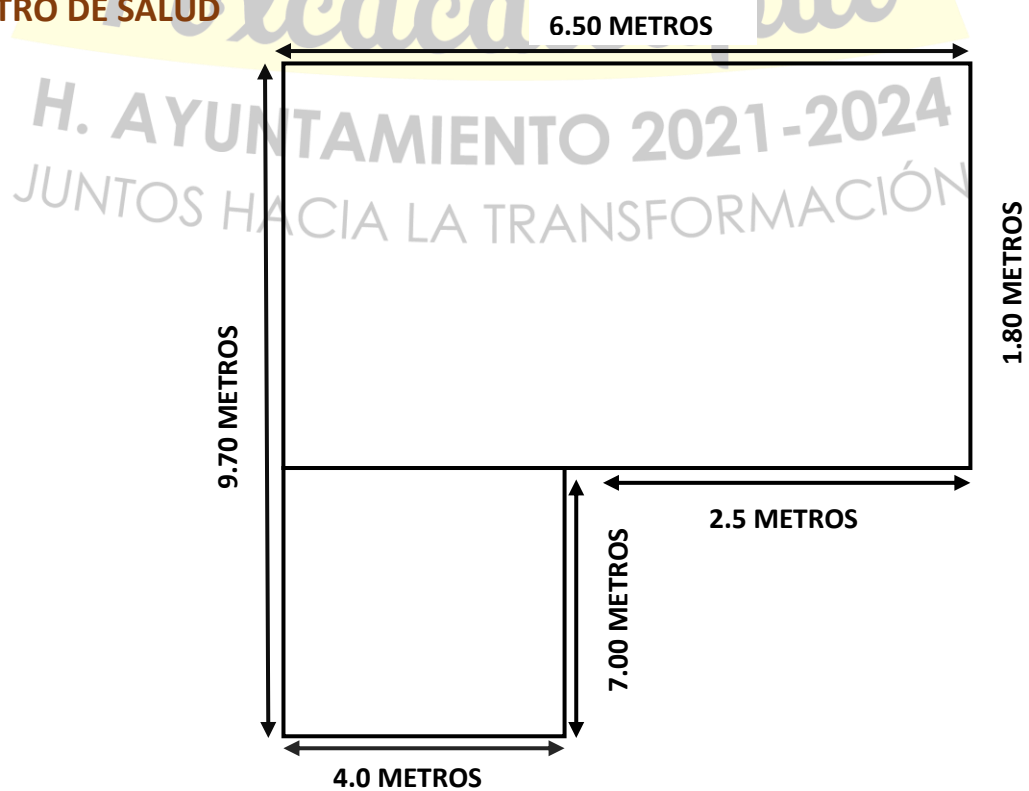 TRO DE SALUD
6.50 METROS
H. AYUNTAMIENTO 2021-2024
JUNTOS HACIA LA TRANSFORMACIÓN
1.80 METROS
9.70 METROS
2.5 METROS
7.00 METROS
4.0 METROS